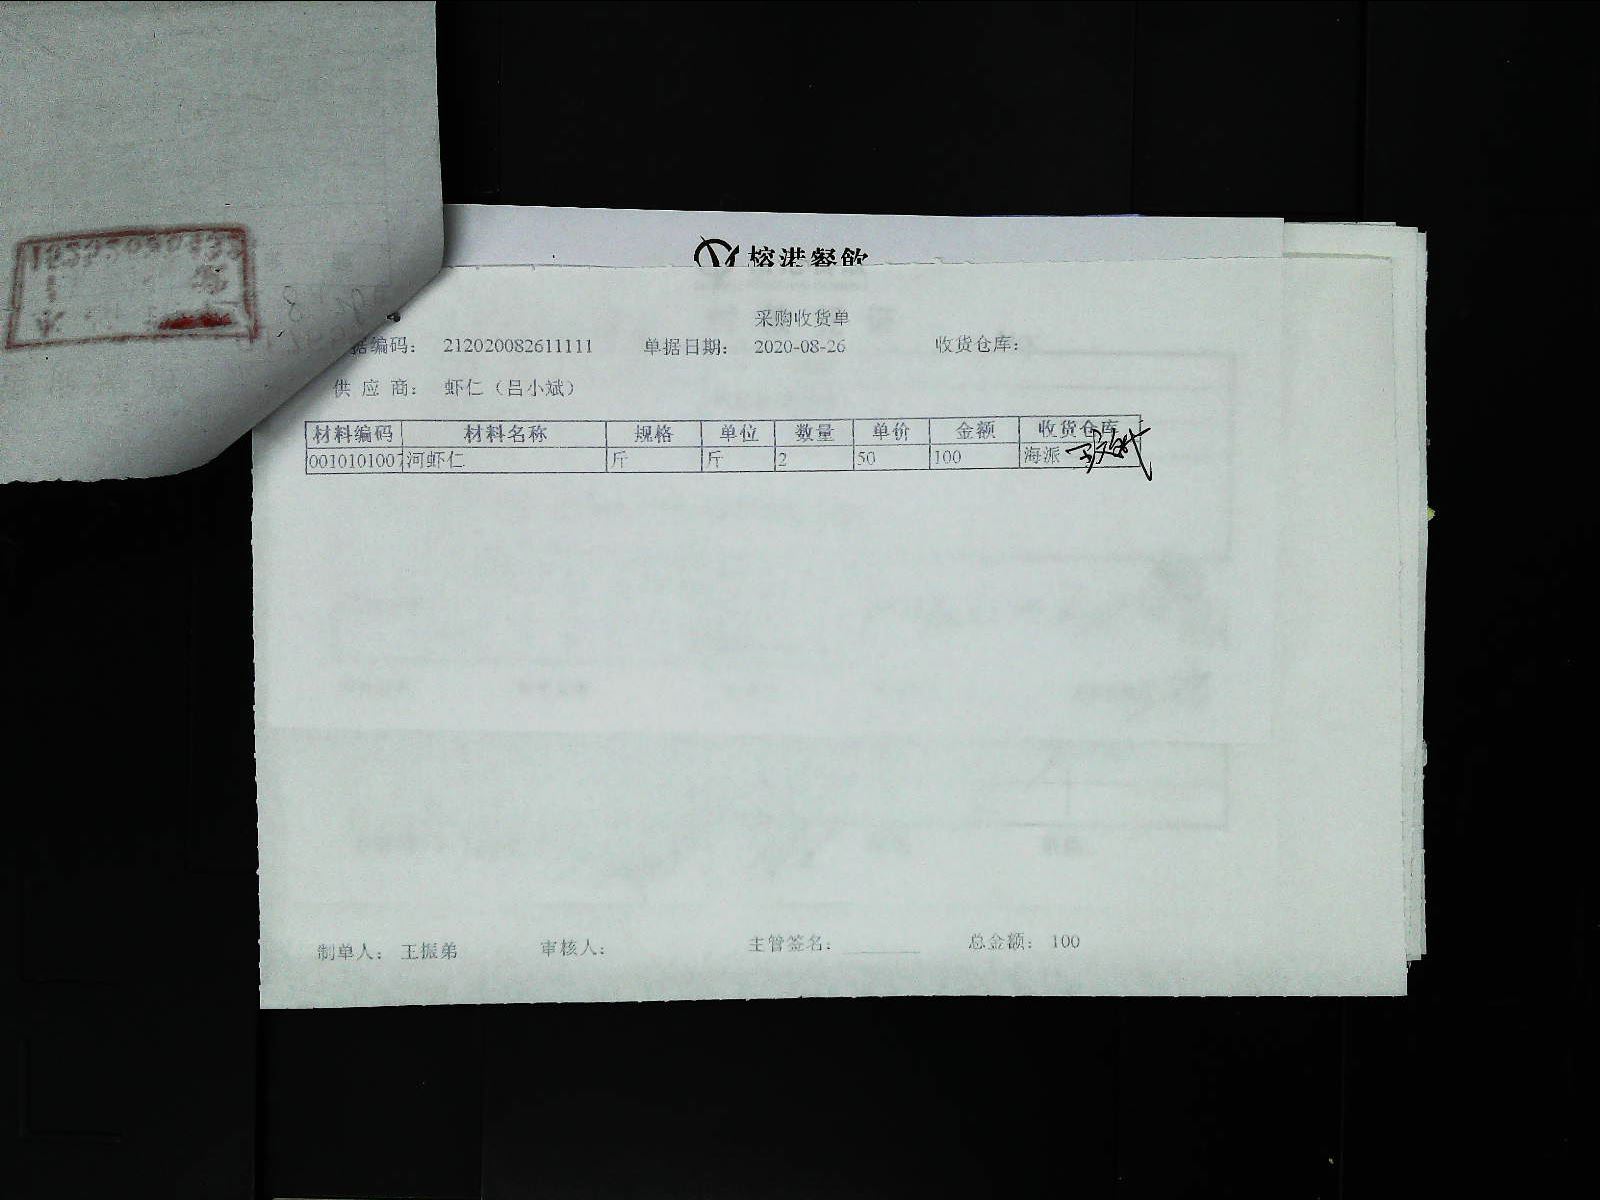 榕港餐飲
采购收货单
据编码： 212020082611111 单据日期： 2020-08-26 收货仓库：
供 应 商： 虾仁（吕小斌）
材料编码 材料名称 规格 单位 数量 单价 金额 收货仓库
0010101007 河虾仁 斤 斤 2 50 100 海派
制单人： 王振弟 审核人： 主管签名： 总金额： 100